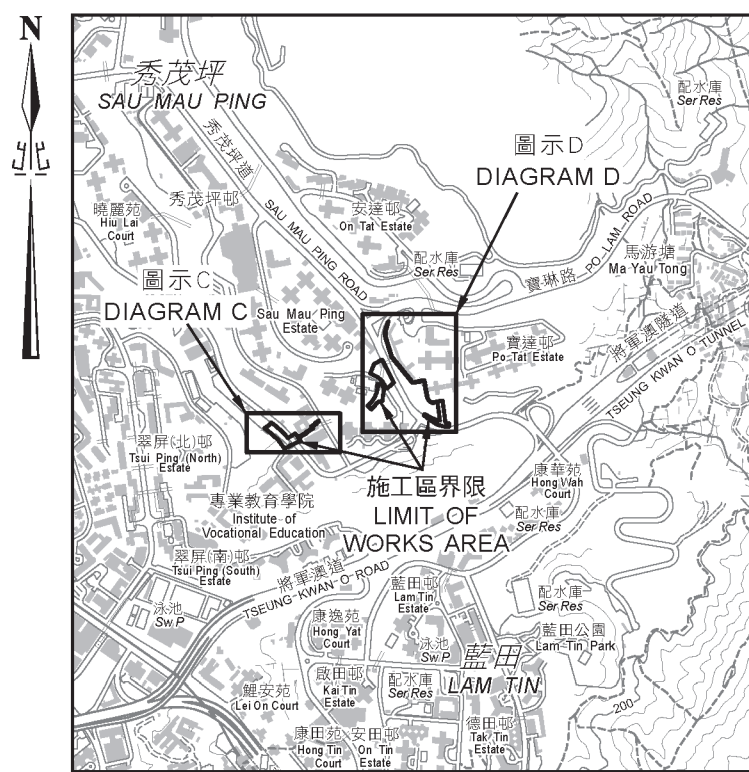 N
北
秀茂坪
SAU MAU PING
配水庫
Ser Res
圖示D
DIAGRAM D
秀茂坪道
秀茂坪邨
安達邨
On Tat Estate
曉麗苑
Hiu Lai
Court
SAU MAU PING ROAD
配水庫
Ser Res
寶琳路 PO LAM ROAD
馬游塘
Ma Yau Tong
圖示C
DIAGRAM C
Sau Mau Ping
Estate
將軍澳隧道
TSEUNG KWAN O TUNNEL
寶達邨
Po Tat Estate
翠屏(北)邨
Tsui Ping (North)
Estate
施工區界限
LIMIT OF
WORKS AREA
康華苑
Hong Wah
Court
配水庫
Ser Res
專業教育學院
Institute of
Vocational Education
翠屏(南)邨
Tsui Ping (South)
Estate
將軍澳道
TSEUNG KWAN O ROAD
泳池
Sw P
藍田邨
Lam Tin
Estate
配水庫
Ser Res
康逸苑
Hong Yat
Court
泳池
Sw P
藍田
LAM TIN
藍田公園
Lam Tin Park
鯉安苑
Lei On Court
啟田邨
Kai Tin
Estate
配水庫
Ser Res
200
康田苑
Hong Tin
Court
安田邨
On Tin
Estate
德田邨
Tak Tin
Estate